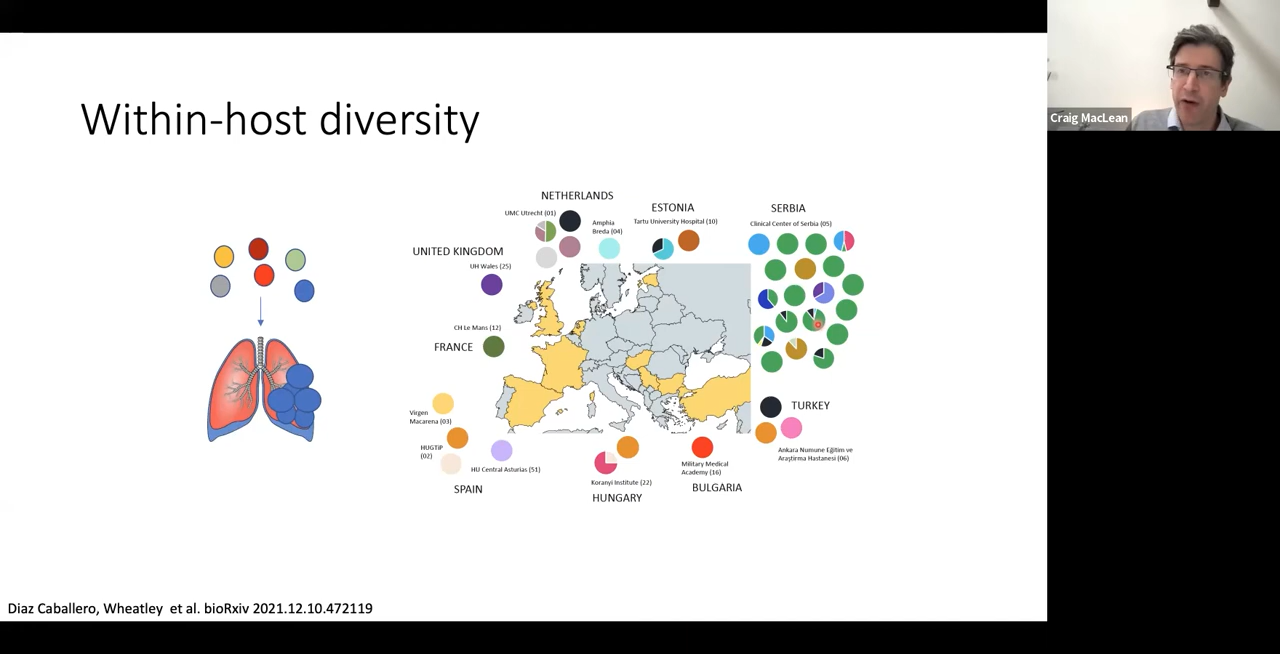 Within-host diversity
Craig MacLean
NETHERLANDS
UMC Utrecht (01)
Amphia
Breda (04)
ESTONIA
Tartu University Hospital (10)
SERBIA
Clinical Center of Serbia (05)
UNITED KINGDOM
UH Wales (25)
CH Le Mans (12)
FRANCE
Virgen
Macarena (03)
HUGTiP
(02)
HU Central Asturias (51)
SPAIN
Koranyi Institute (22)
HUNGARY
Military Medical
Academy (16)
BULGARIA
TURKEY
Ankara Numune Eğitim ve
Araştirma Hastanesi (06)
Diaz Caballero, Wheatley et al. bioRxiv 2021.12.10.472119